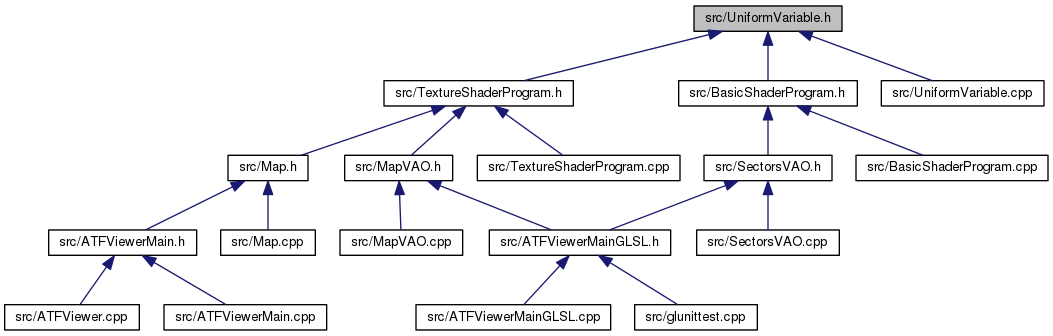 src/UniformVariable.h
src/TextureShaderProgram.h
src/BasicShaderProgram.h
src/UniformVariable.cpp
src/Map.h
src/MapVAO.h
src/TextureShaderProgram.cpp
src/SectorsVAO.h
src/BasicShaderProgram.cpp
src/ATFViewerMain.h
src/Map.cpp
src/MapVAO.cpp
src/ATFViewerMainGLSL.h
src/SectorsVAO.cpp
src/ATFViewer.cpp
src/ATFViewerMain.cpp
src/ATFViewerMainGLSL.cpp
src/glunittest.cpp